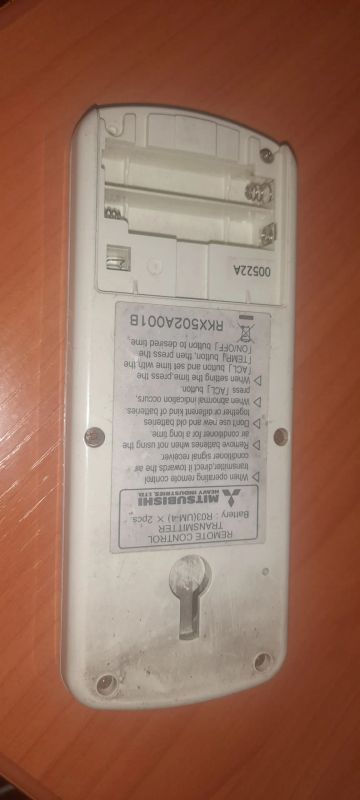 REMOTE CONTROL
TRANSMITTER
Battery : R03(UM-4) × 2pcs.
MITSUBISHI
HEAVY INDUSTRIES, LTD.
△ When operating remote control
transmitter,direct it towards the air
conditioner signal receiver.
△ Remove batteries when not using the
air conditioner for a long time.
△ Don't use new and old batteries
together or different kind of batteries.
△ When abnormal indication occurs,
press「ACL」button.
△ When setting the time,press the
「ACL」button and set time with the
「TEMP.」button, then press the
「ON/OFF」button to desired time.
RKX502A001B
00522A